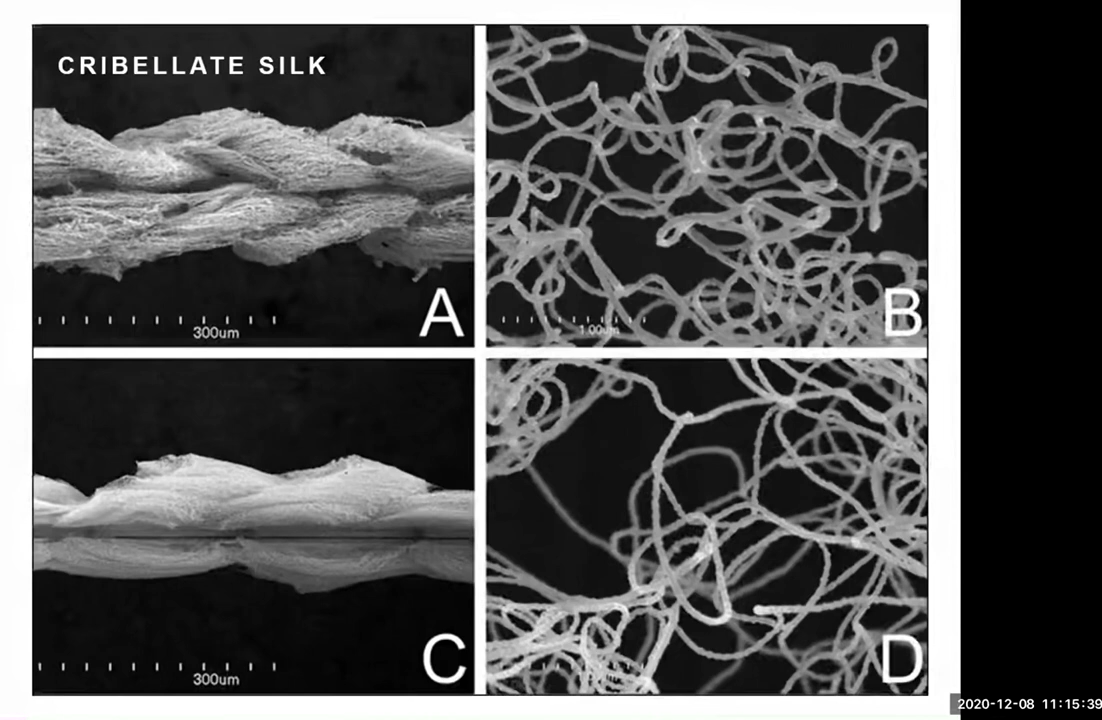 CRIBELLATE SILK
A
300um
B
1 00um
C
300um
D
2020-12-08 11:15:39